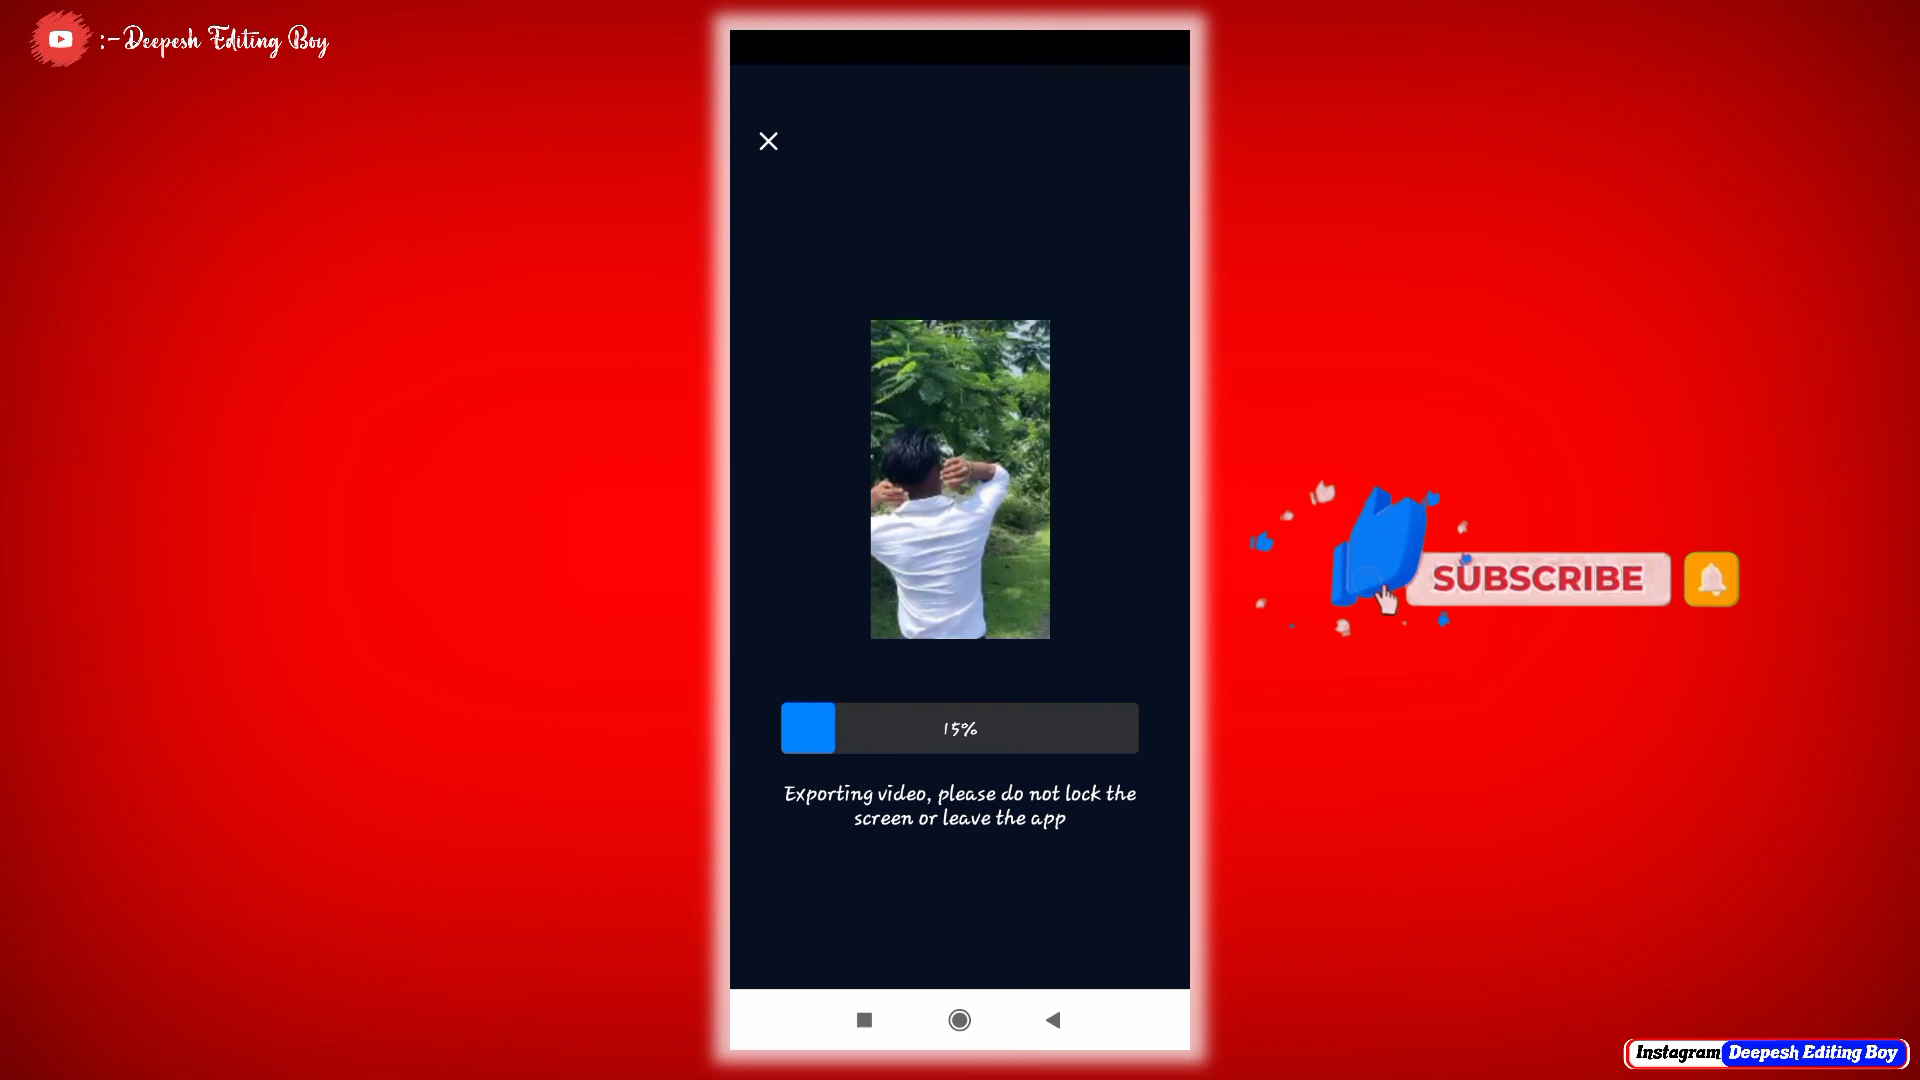 :-Deepesh Editing Boy
SUBSCRIBE
15%
Exporting video, please do not lock the
screen or leave the app
Instagram Deepesh Editing Boy